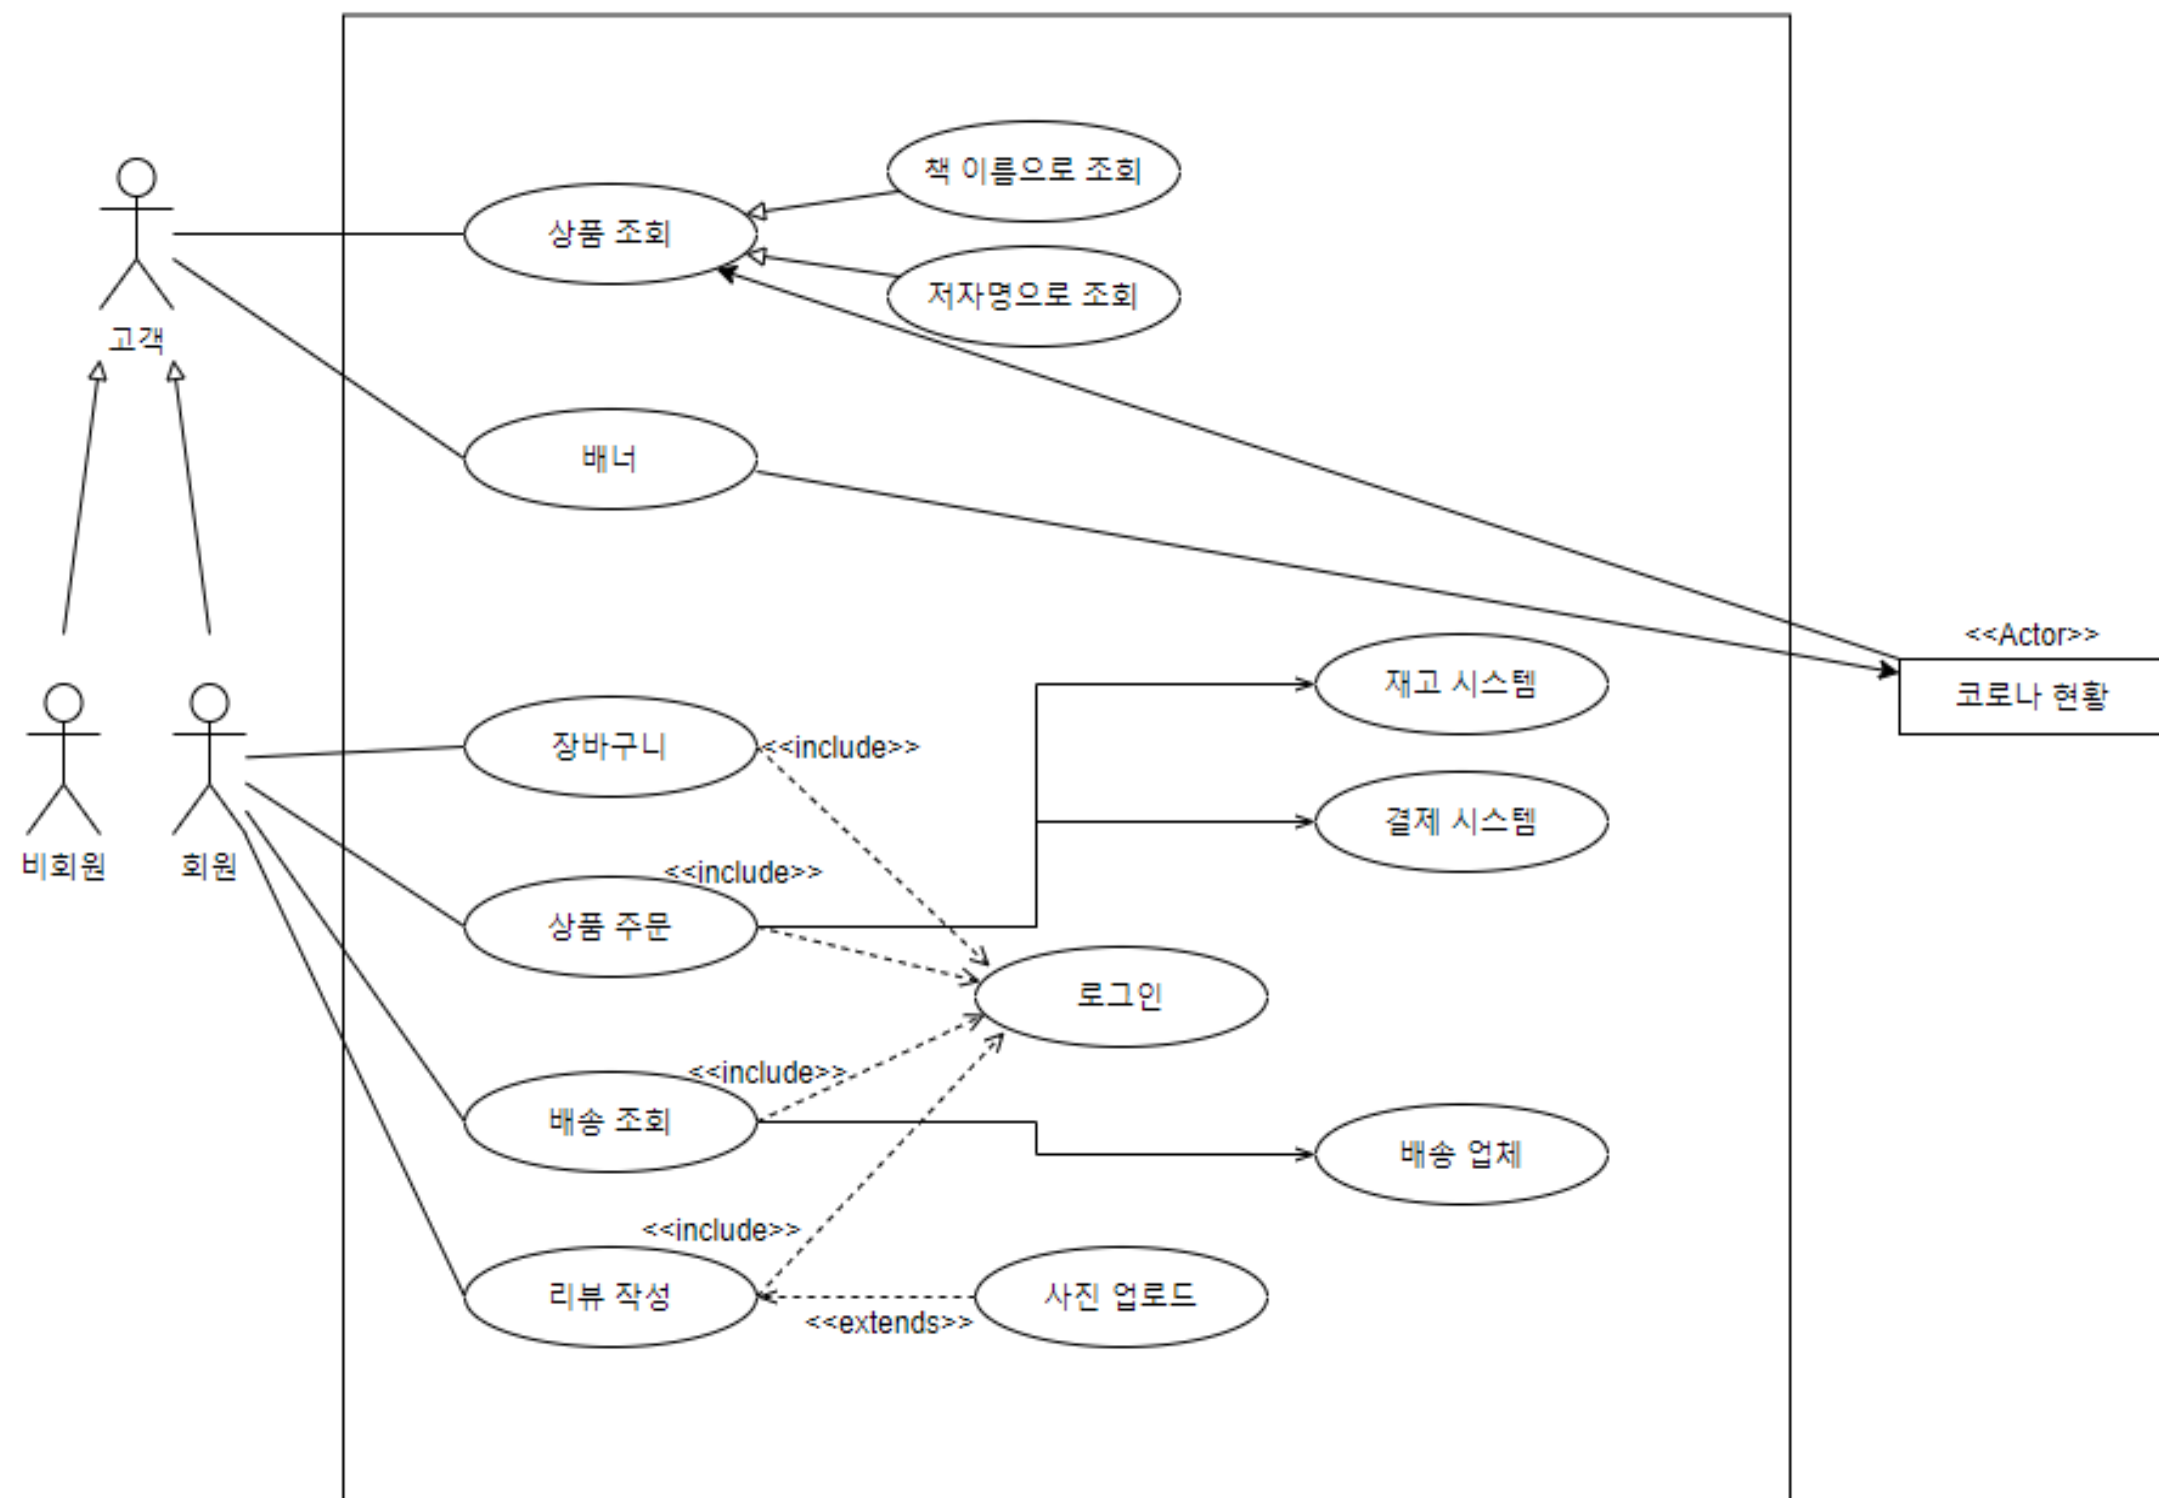 책 이름으로 조회
상품 조회
저자명으로 조회
고객
배너
<<Actor>>
코로나 현황
재고 시스템
장바구니
<<include>>
결제 시스템
비회원
회원
<<include>>
상품 주문
로그인
<<include>>
배송 조회
배송 업체
<<include>>
리뷰 작성
사진 업로드
<<extends>>